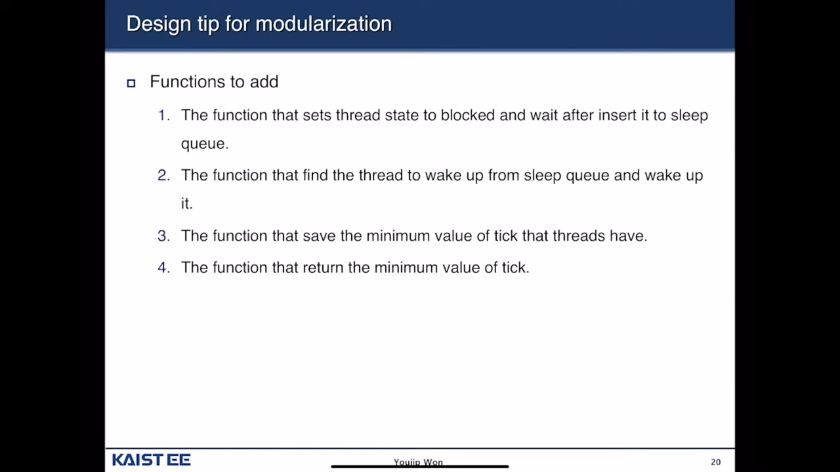 Design tip for modularization
Functions to add
1. The function that sets thread state to blocked and wait after insert it to sleep
queue.
2. The function that find the thread to wake up from sleep queue and wake up
it.
3. The function that save the minimum value of tick that threads have.
4. The function that return the minimum value of tick.
KAIST EE
Youjip Won
20